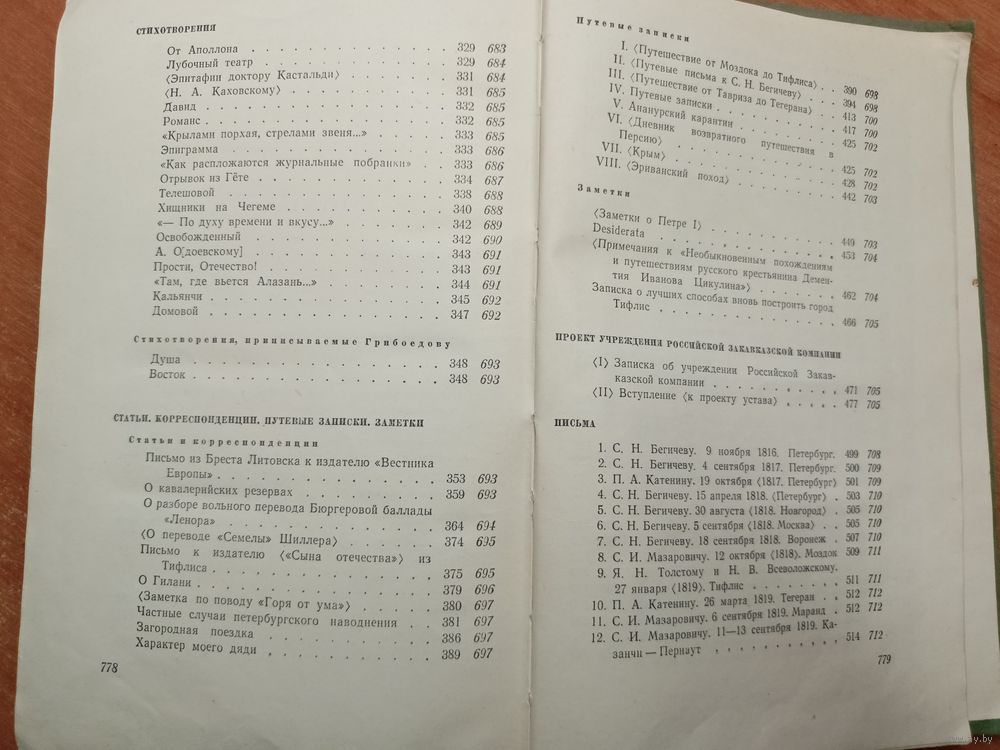 СТИХОТВОРЕНИЯ
От Аполлона . . . . . . . . . . . . . 329 683
Лубочный театр . . . . . . . . . . . . 329 684
〈Эпитафии доктору Кастальди〉 . . . . . . . 331 684
〈Н. А. Каховскому〉 . . . . . . . . . . 331 685
Давид . . . . . . . . . . . . . . . 332 685
Романс . . . . . . . . . . . . . . . 332 685
«Крылами порхая, стрелами звеня...» . . . . . 333 685
Эпиграмма . . . . . . . . . . . . . . 333 686
«Как распложаются журнальные побранки» . . 333 686
Отрывок из Гёте . . . . . . . . . . . . 334 687
Телешовой . . . . . . . . . . . . . . 338 688
Хищники на Чегеме . . . . . . . . . . . 340 688
«— По духу времени и вкусу...» . . . . . . . 342 689
Освобожденный . . . . . . . . . . . . 342 690
А. О[доевскому] . . . . . . . . . . . . 343 691
Прости, Отечество! . . . . . . . . . . . 343 691
«Там, где вьется Алазань...» . . . . . . . . 344 691
Кальянчи . . . . . . . . . . . . . . 345 692
Домовой . . . . . . . . . . . . . . 347 692
Стихотворения, приписываемые Грибоедову
Душа . . . . . . . . . . . . . . . 348 693
Восток . . . . . . . . . . . . . . . 348 693
СТАТЬИ. КОРРЕСПОНДЕНЦИИ. ПУТЕВЫЕ ЗАПИСКИ. ЗАМЕТКИ
Статьи и корреспонденции
Письмо из Бреста Литовска к издателю «Вестника
Европы» . . . . . . . . . . . . . . 353 693
О кавалерийских резервах . . . . . . . . . 359 693
О разборе вольного перевода Бюргеровой баллады
«Ленора» . . . . . . . . . . . . . . 364 694
〈О переводе «Семелы» Шиллера〉 . . . . . . 374 695
Письмо к издателю 〈«Сына отечества»〉 из
Тифлиса . . . . . . . . . . . . . . 375 695
О Гилани . . . . . . . . . . . . . . 379 696
〈Заметка по поводу «Горя от ума»〉 . . . . . 380 697
Частные случаи петербургского наводнения . . 381 697
Загородная поездка . . . . . . . . . . . 386 697
Характер моего дяди . . . . . . . . . . . 389 697
778
Путевые записки
I. 〈Путешествие от Моздока до Тифлиса〉 . . 390 698
II. 〈Путевые письма к С. Н. Бегичеву〉 . . . 394 698
III. 〈Путешествие от Тавриза до Тегерана〉 . . 413 700
IV. Путевые записки . . . . . . . . . 417 700
V. Ананурский карантин . . . . . . . . 425 702
VI. 〈Дневник возвратного путешествия в
Персию〉 . . . . . . . . . . . . 425 702
VII. 〈Крым〉 . . . . . . . . . . . . 428 702
VIII. 〈Эриванский поход〉 . . . . . . . . 442 703
Заметки
〈Заметки о Петре I〉 . . . . . . . . . . 449 703
Desiderata . . . . . . . . . . . . . 453 704
〈Примечания к «Необыкновенным похождениям
и путешествиям русского крестьянина Демен-
тия Иванова Цикулина»〉 . . . . . . . 462 704
Записка о лучших способах вновь построить город
Тифлис . . . . . . . . . . . . . 466 705
ПРОЕКТ УЧРЕЖДЕНИЯ РОССИЙСКОЙ ЗАКАВКАЗСКОЙ КОМПАНИИ
〈I〉 Записка об учреждении Российской Закав-
казской компании . . . . . . . . . 471 705
〈II〉 Вступление 〈к проекту устава〉 . . . . . 477 705
ПИСЬМА
1. С. Н. Бегичеву. 9 ноября 1816. Петербург. 499 708
2. С. Н. Бегичеву. 4 сентября 1817. Петербург. 500 709
3. П. А. Катенину. 19 октября 〈1817. Петербург〉 501 709
4. С. Н. Бегичеву. 15 апреля 1818. 〈Петербург〉 . 503 710
5. С. Н. Бегичеву. 30 августа 〈1818. Новгород〉 . 505 710
6. С. Н. Бегичеву. 5 сентября 〈1818. Москва〉 . . 505 710
7. С. Н. Бегичеву. 18 сентября 1818. Воронеж . 507 710
8. С. И. Мазаровичу. 12 октября 〈1818〉. Моздок 509 711
9. Я. Н. Толстому и Н. В. Всеволожскому.
27 января 〈1819〉. Тифлис . . . . . . . 511 711
10. П. А. Катенину. 26 марта 1819. Тегеран . . 512 712
11. С. И. Мазаровичу. 6 сентября 1819. Маранд . 512 712
12. С. И. Мазаровичу. 11—13 сентября 1819. Ка-
занчи — Пернаут . . . . . . . . . . 514 712
779